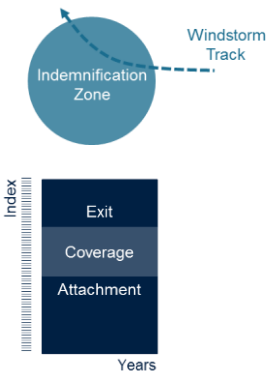 Windstorm
Track
Indemnification
Zone
Index
Exit
Coverage
Attachment
Years